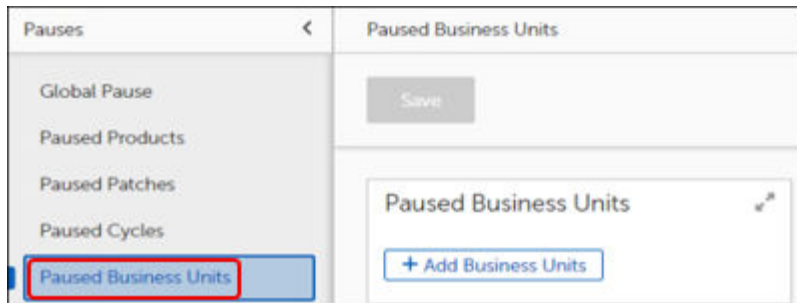 Pauses
Global Pause
Paused Products
Paused Patches
Paused Cycles
Paused Business Units
Paused Business Units
Save
Paused Business Units
+ Add Business Units